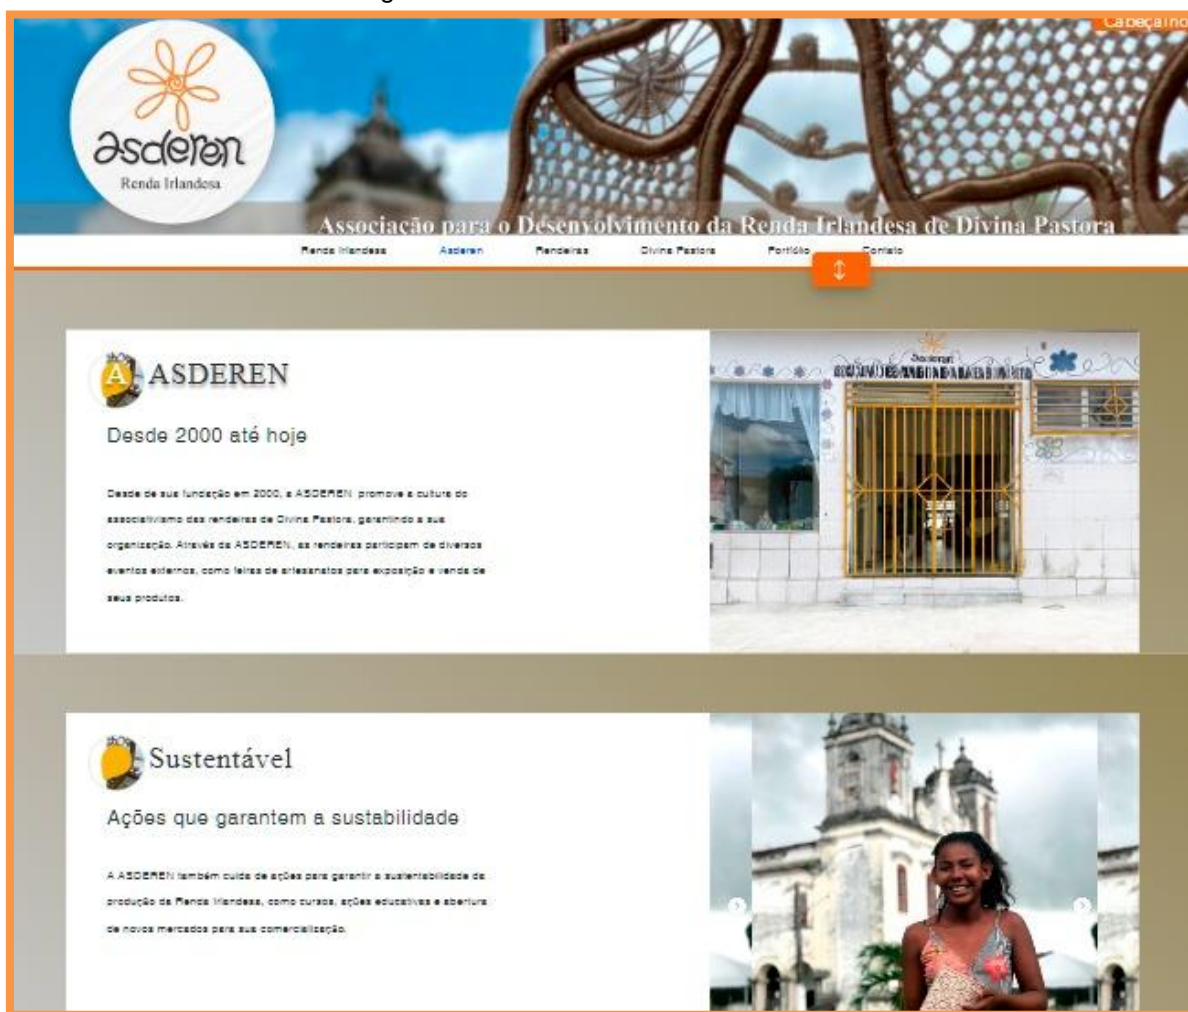 Cabeçalho
asderen
Renda Irlandesa
Associação para o Desenvolvimento da Renda Irlandesa de Divina Pastora
Renda Irlandesa Asderen Rendeiras Divina Pastora Portfólio Contato
A ASDEREN
Desde 2000 até hoje
Desde de sua fundação em 2000, a ASDEREN promove a cultura do
associativismo das rendeiras de Divina Pastora, garantindo a sua
organização. Através da ASDEREN, as rendeiras participam de diversos
eventos externos, como feiras de artesanatos para exposição e venda de
seus produtos.
Asderen
Sustentável
Ações que garantem a sustabilidade
A ASDEREN também cuida de ações para garantir a sustentabilidade da
produção da Renda Irlandesa, como cursos, ações educativas e abertura
de novos mercados para sua comercialização.